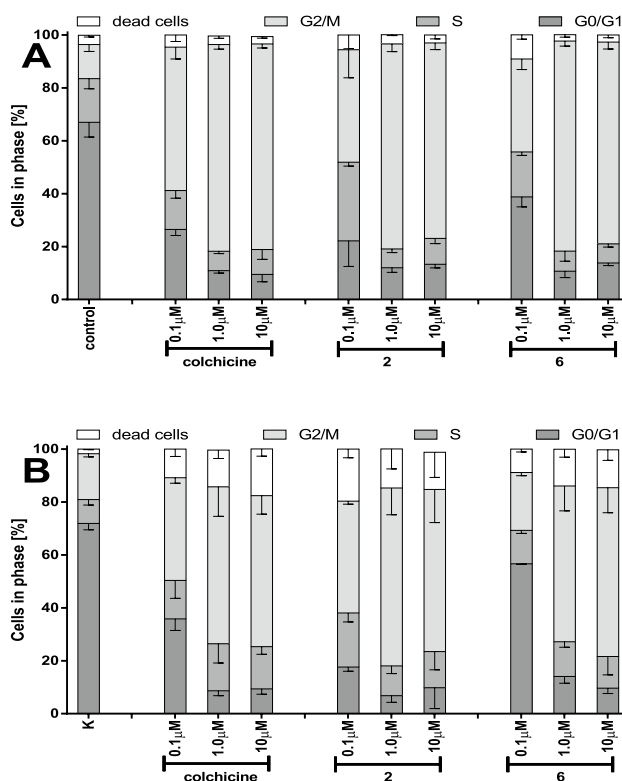 dead cells G2/M S G0/G1
A
Cells in phase [%]
100
80
60
40
20
0
control
0.1µM
1.0µM
10µM
0.1µM
1.0µM
10µM
0.1µM
1.0µM
10µM
colchicine 2 6
dead cells G2/M S G0/G1
B
Cells in phase [%]
100
80
60
40
20
0
K-
0.1µM
1.0µM
10µM
0.1µM
1.0µM
10µM
0.1µM
1.0µM
10µM
colchicine 2 6